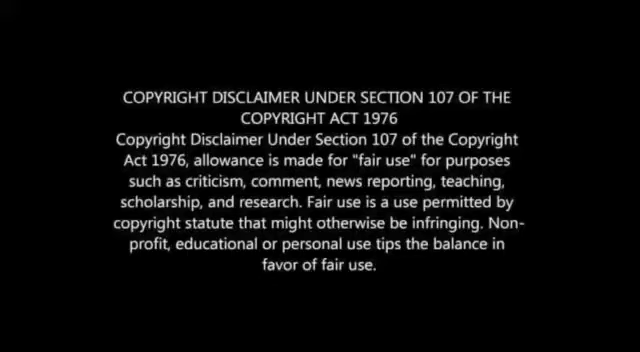 COPYRIGHT DISCLAIMER UNDER SECTION 107 OF THE
COPYRIGHT ACT 1976
Copyright Disclaimer Under Section 107 of the Copyright
Act 1976, allowance is made for "fair use" for purposes
such as criticism, comment, news reporting, teaching,
scholarship, and research. Fair use is a use permitted by
copyright statute that might otherwise be infringing. Non-
profit, educational or personal use tips the balance in
favor of fair use.